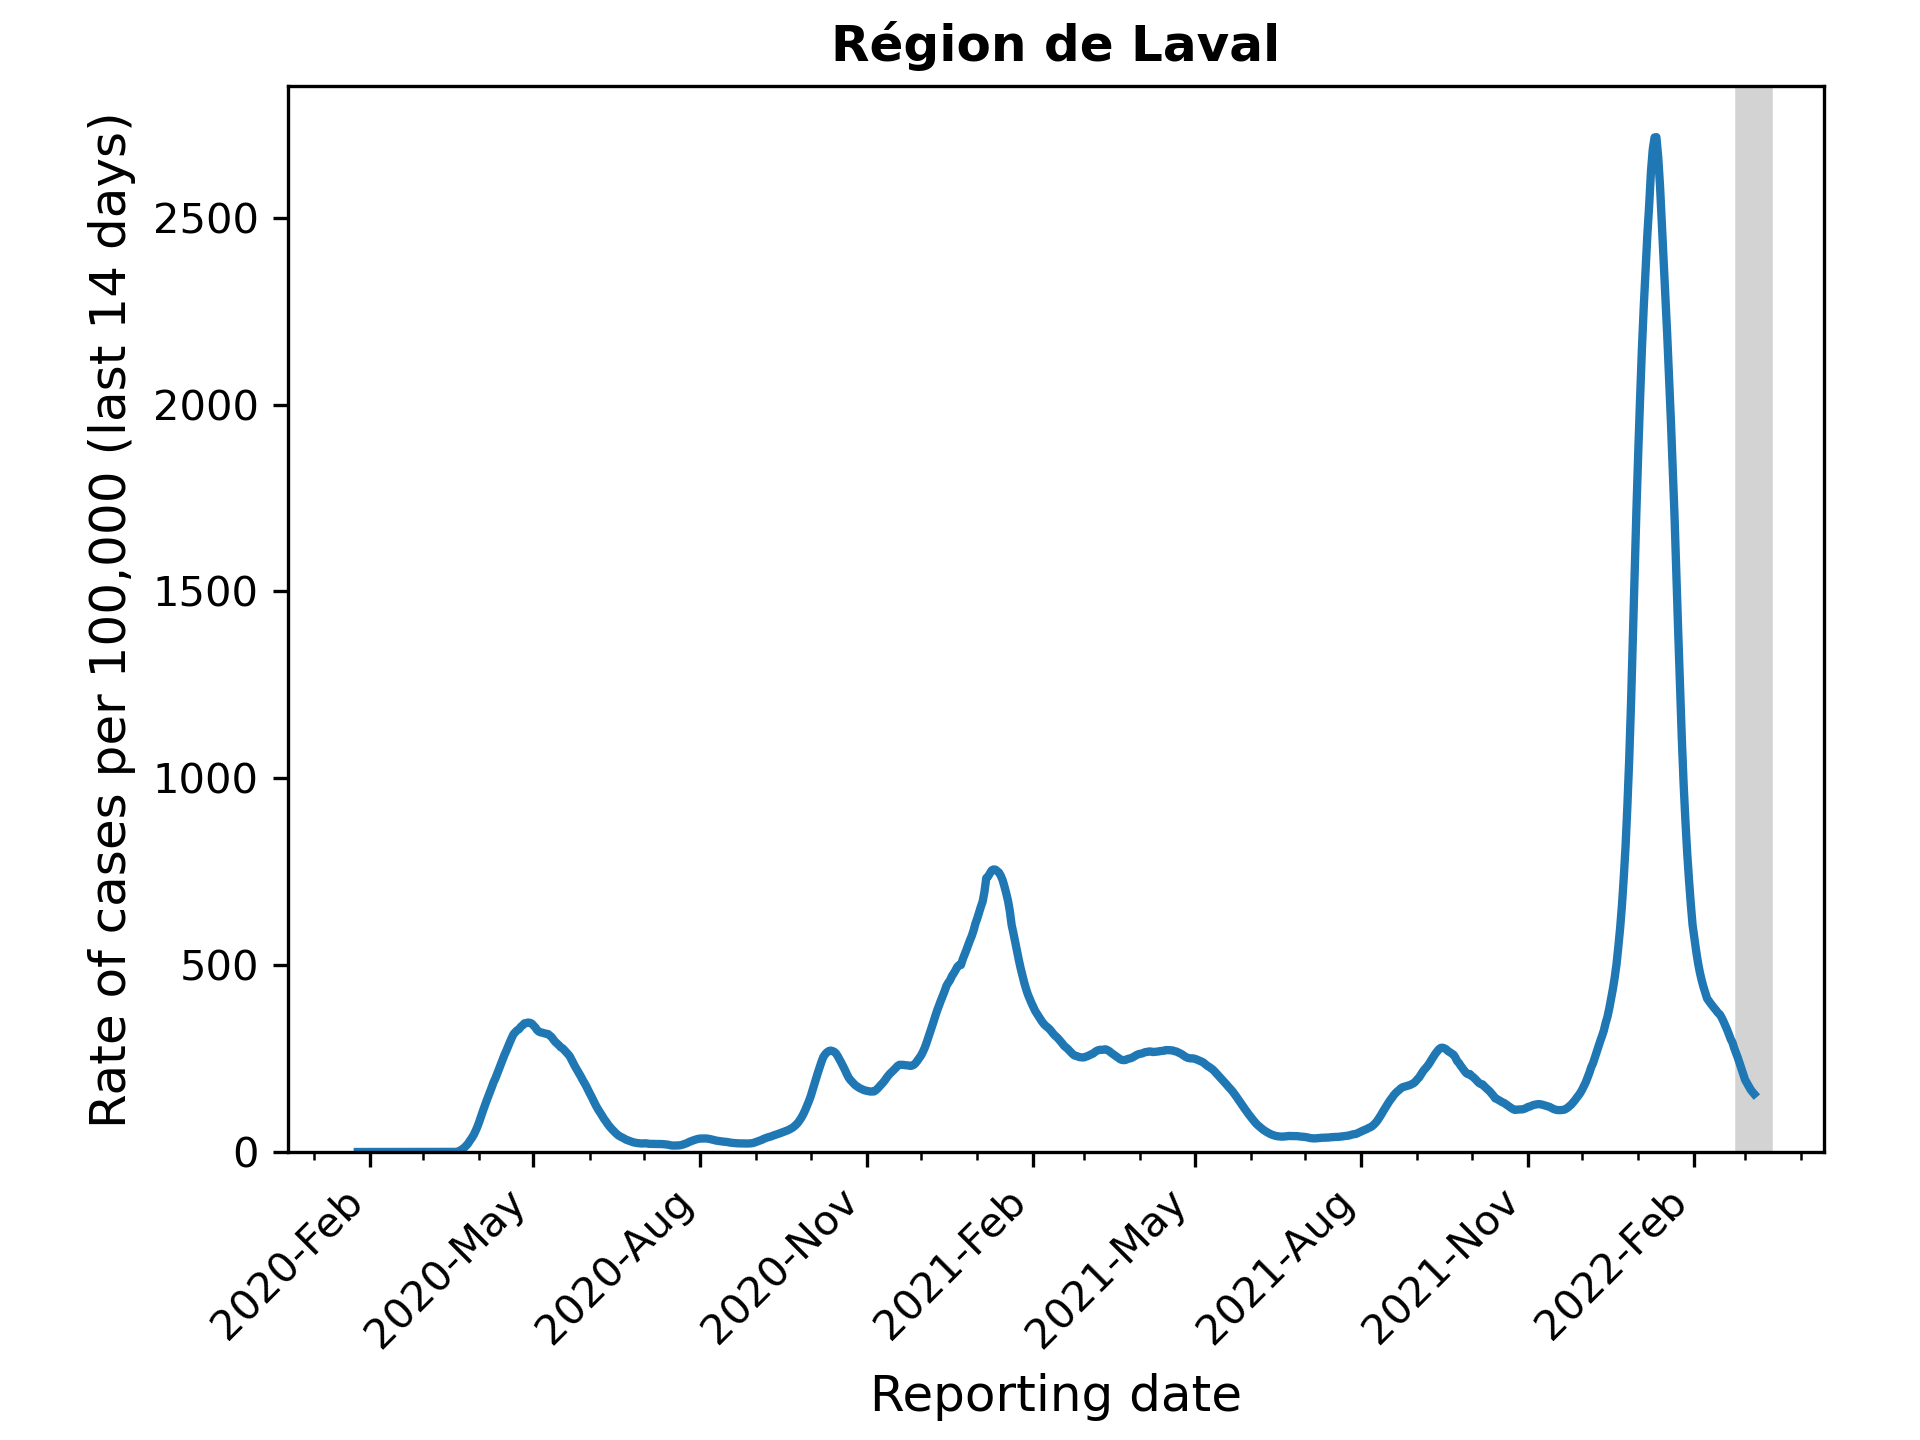 Région de Laval
Rate of cases per 100,000 (last 14 days)
2500
2000
1500
1000
500
0
2020-Feb
2020-May
2020-Aug
2020-Nov
2021-Feb
2021-May
2021-Aug
2021-Nov
2022-Feb
Reporting date